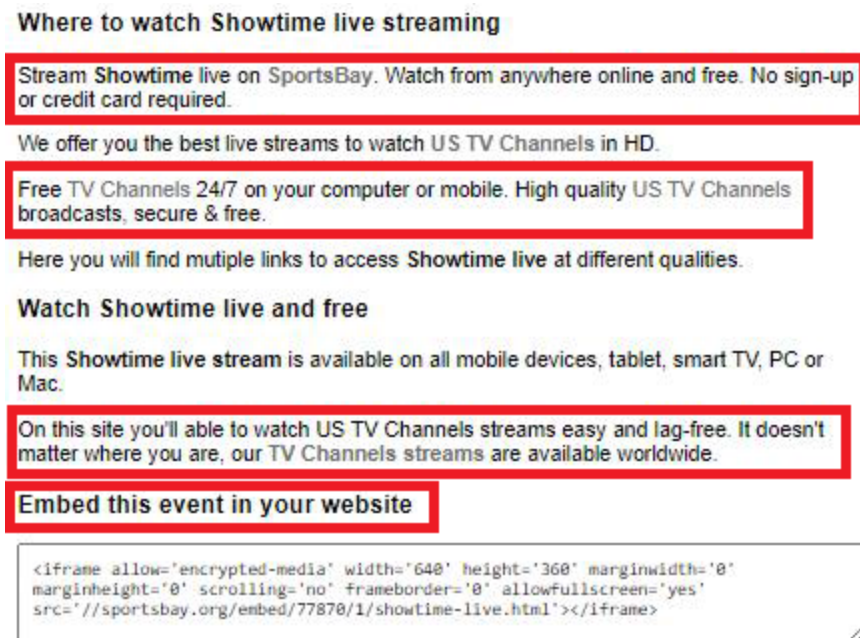 Where to watch Showtime live streaming
Stream Showtime live on SportsBay. Watch from anywhere online and free. No sign-up
or credit card required.
We offer you the best live streams to watch US TV Channels in HD.
Free TV Channels 24/7 on your computer or mobile. High quality US TV Channels
broadcasts, secure & free.
Here you will find mutiple links to access Showtime live at different qualities.
Watch Showtime live and free
This Showtime live stream is available on all mobile devices, tablet, smart TV, PC or
Mac.
On this site you'll able to watch US TV Channels streams easy and lag-free. It doesn't
matter where you are, our TV Channels streams are available worldwide.
Embed this event in your website
<iframe allow='encrypted-media' width='640' height='360' marginwidth='0'
marginheight='0' scrolling='no' frameborder='0' allowfullscreen='yes'
src='//sportsbay.org/embed/77870/1/showtime-live.html'></iframe>